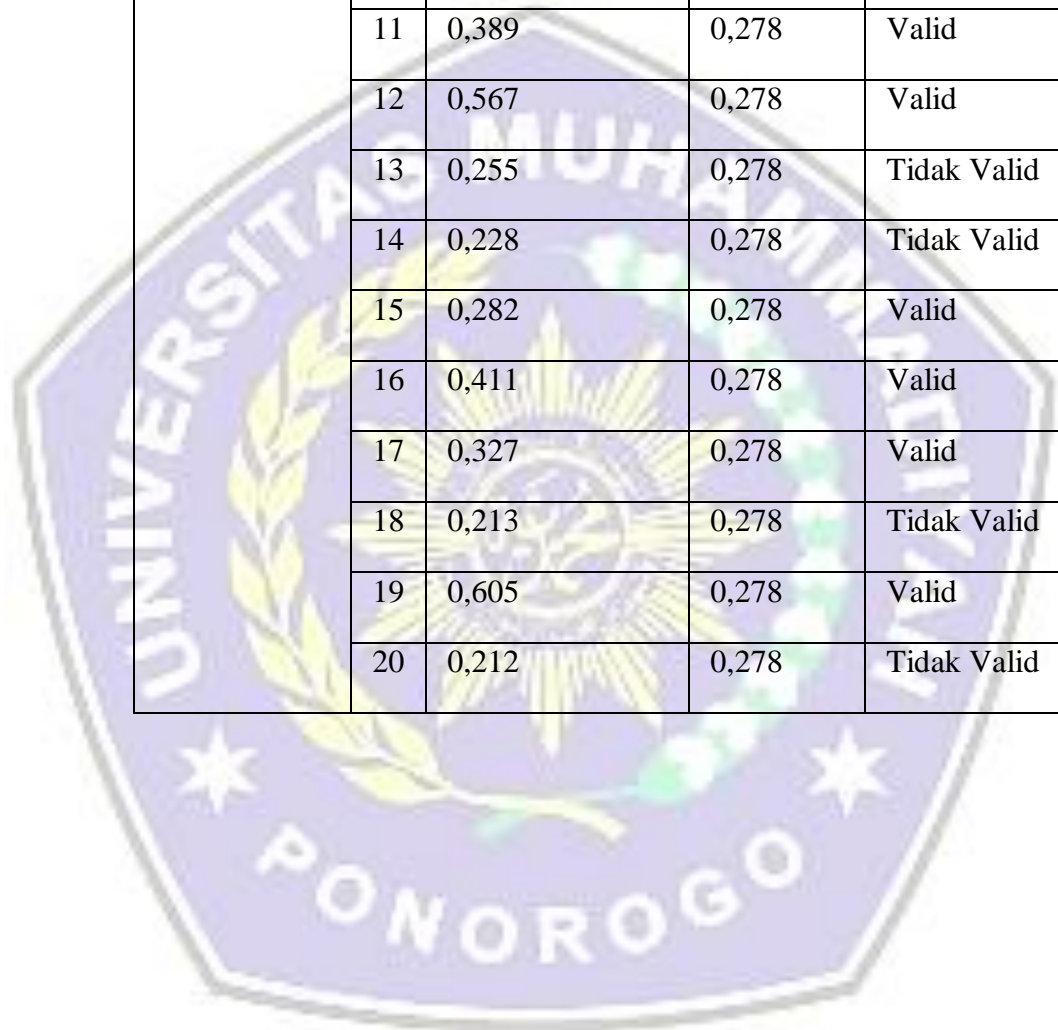 11 0,389 0,278 Valid
12 0,567 0,278 Valid
13 0,255 0,278 Tidak Valid
14 0,228 0,278 Tidak Valid
15 0,282 0,278 Valid
16 0,411 0,278 Valid
17 0,327 0,278 Valid
18 0,213 0,278 Tidak Valid
19 0,605 0,278 Valid
20 0,212 0,278 Tidak Valid
UNIVERSITAS MUHAMMADIYAH
PONOROGO